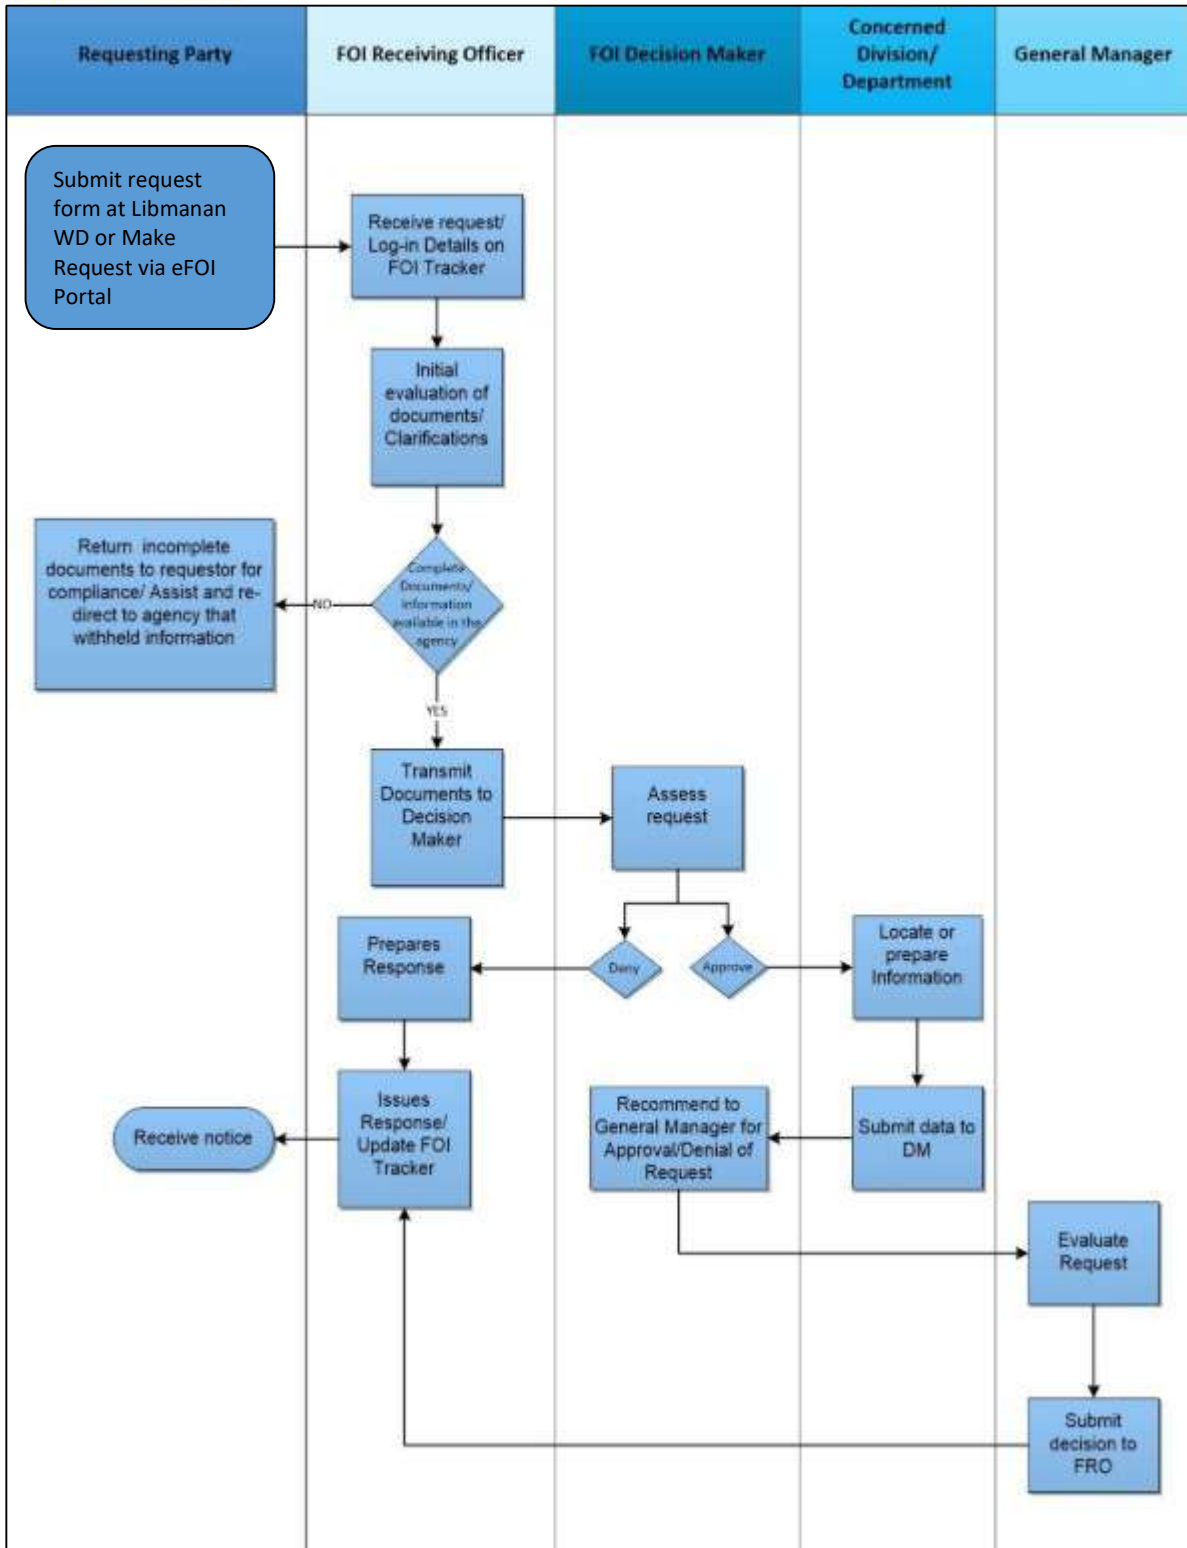 Requesting Party
FOI Receiving Officer
FOI Decision Maker
Concerned
Division/
Department
General Manager
Submit request
form at Libmanan
WD or Make
Request via eFOI
Portal
Receive request/
Log-in Details on
FOI Tracker
Initial
evaluation of
documents/
Clarifications
Return incomplete
documents to requestor for
compliance/ Assist and re-
direct to agency that
withheld information
NO
Complete
Documents/
Information
available in the
agency
YES
Transmit
Documents to
Decision
Maker
Assess
request
Prepares
Response
Deny
Approve
Locate or
prepare
Information
Receive notice
Issues
Response/
Update FOI
Tracker
Recommend to
General Manager for
Approval/Denial of
Request
Submit data to
DM
Evaluate
Request
Submit
decision to
FRO